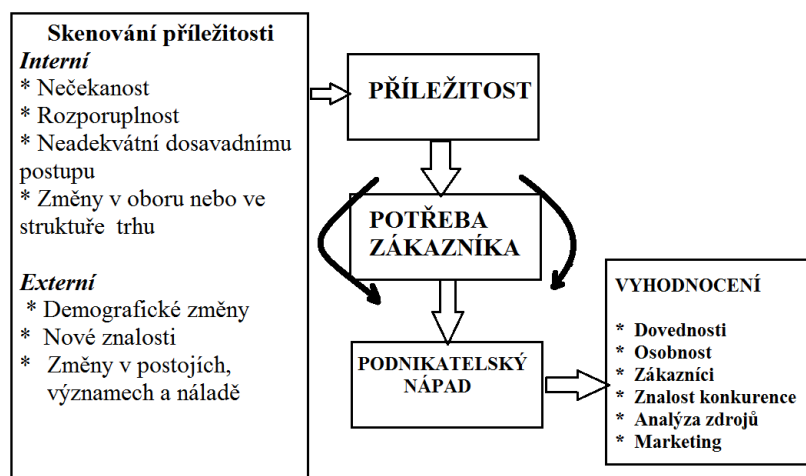 Skenování příležitosti
Interní
* Nečekanost
* Rozporuplnost
* Neadekvátní dosavadnímu
postupu
* Změny v oboru nebo ve
struktuře trhu
Externí
* Demografické změny
* Nové znalosti
* Změny v postojích,
významech a náladě
PŘÍLEŽITOST
POTŘEBA
ZÁKAZNÍKA
PODNIKATELSKÝ
NÁPAD
VYHODNOCENÍ
* Dovednosti
* Osobnost
* Zákazníci
* Znalost konkurence
* Analýza zdrojů
* Marketing